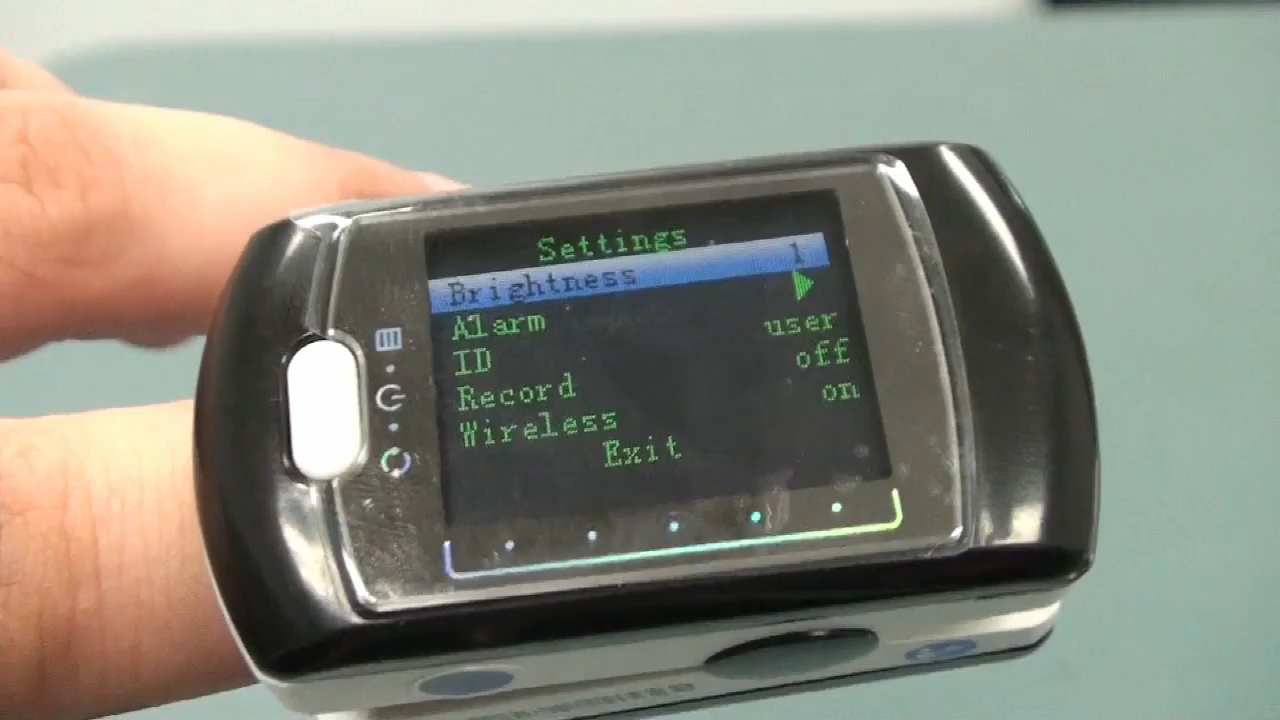 Settings
Brightness 1
Alarm
ID user
Record off
Wireless on
Exit